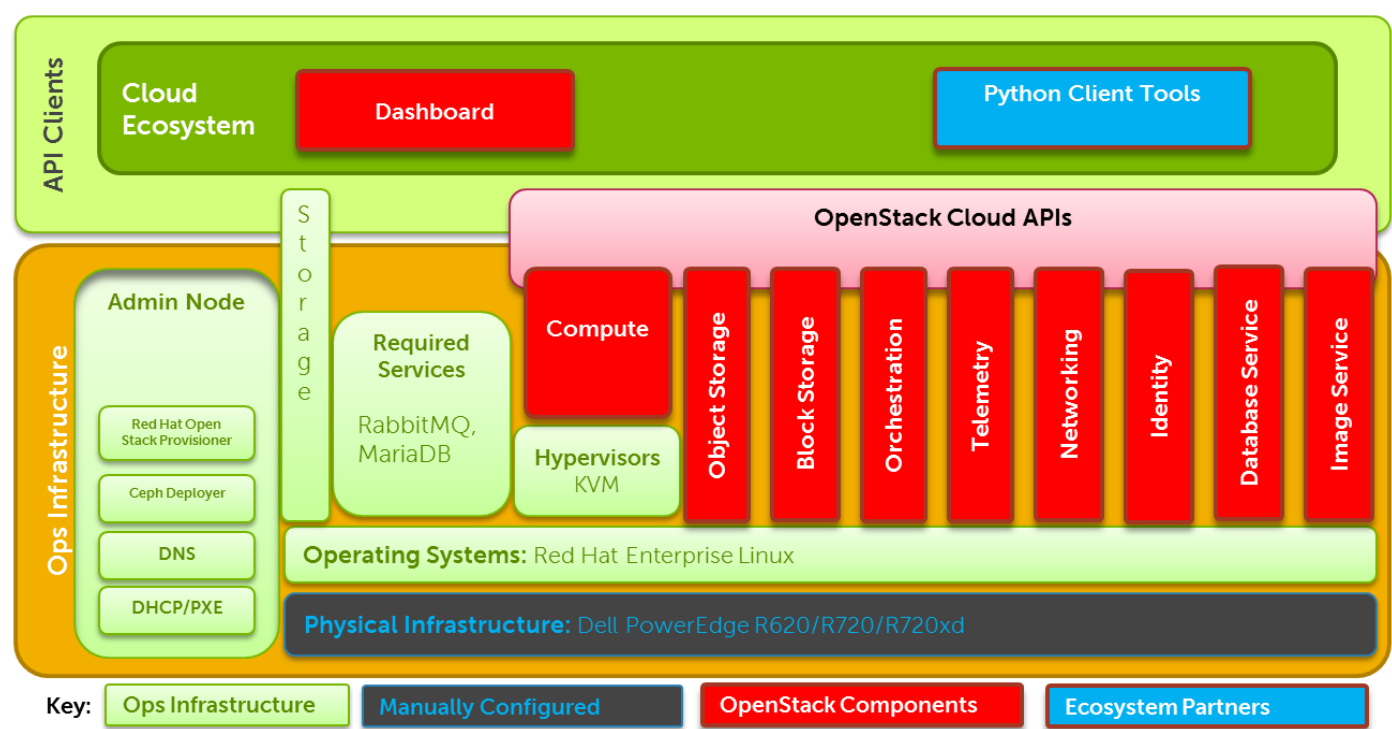 API Clients
Cloud
Ecosystem
Dashboard
Python Client Tools
Storage
OpenStack Cloud APIs
Ops Infrastructure
Admin Node
Red Hat Open
Stack Provisioner
Ceph Deployer
DNS
DHCP/PXE
Required
Services
RabbitMQ,
MariaDB
Compute
Hypervisors
KVM
Object Storage
Block Storage
Orchestration
Telemetry
Networking
Identity
Database Service
Image Service
Operating Systems: Red Hat Enterprise Linux
Physical Infrastructure: Dell PowerEdge R620/R720/R720xd
Key:
Ops Infrastructure
Manually Configured
OpenStack Components
Ecosystem Partners